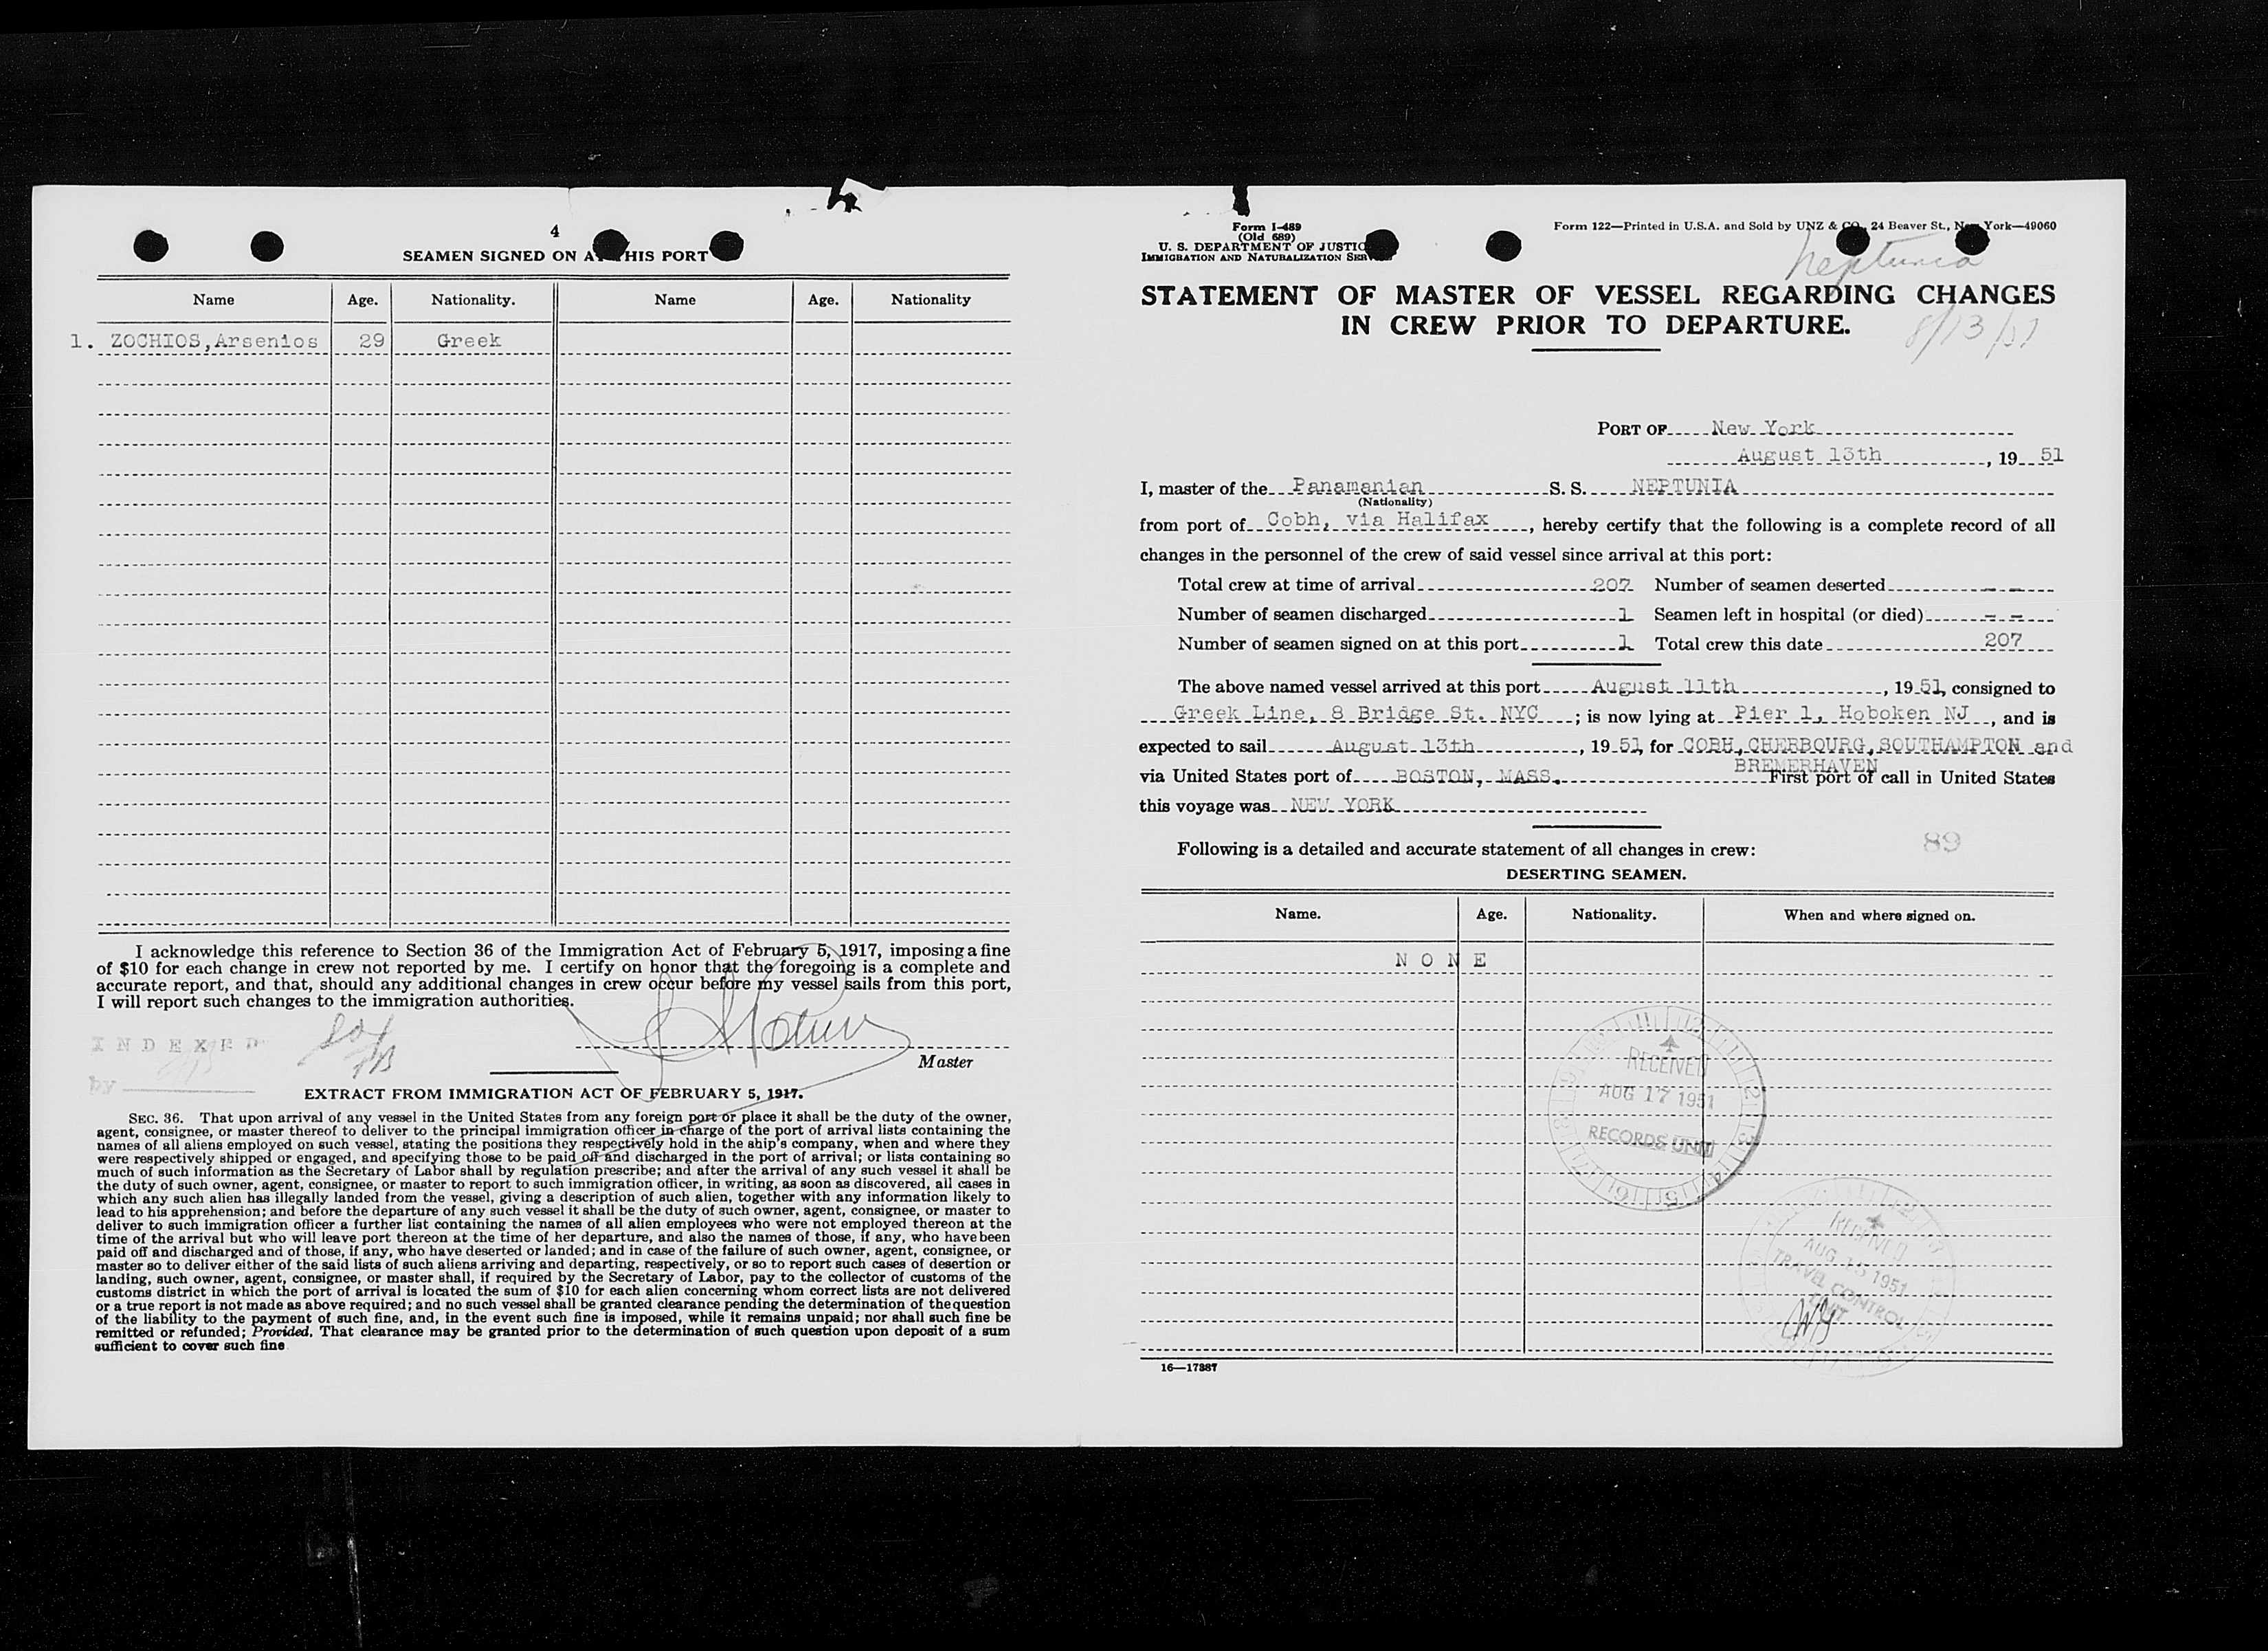 4
SEAMEN SIGNED ON AT THIS PORT
Name Age. Nationality. Name Age. Nationality
1. ZOCHIOS,Arsenios 29 Greek
I acknowledge this reference to Section 36 of the Immigration Act of February 5, 1917, imposing a fine
of $10 for each change in crew not reported by me. I certify on honor that the foregoing is a complete and
accurate report, and that, should any additional changes in crew occur before my vessel sails from this port,
I will report such changes to the immigration authorities.
INDEXED
by
Master
EXTRACT FROM IMMIGRATION ACT OF FEBRUARY 5, 1917.
SEC. 36. That upon arrival of any vessel in the United States from any foreign port or place it shall be the duty of the owner,
agent, consignee, or master thereof to deliver to the principal immigration officer in charge of the port of arrival lists containing the
names of all aliens employed on such vessel, stating the positions they respectively hold in the ship's company, when and where they
were respectively shipped or engaged, and specifying those to be paid off and discharged in the port of arrival; or lists containing so
much of such information as the Secretary of Labor shall by regulation prescribe; and after the arrival of any such vessel it shall be
the duty of such owner, agent, consignee, or master to report to such immigration officer, in writing, as soon as discovered, all cases in
which any such alien has illegally landed from the vessel, giving a description of such alien, together with any information likely to
lead to his apprehension; and before the departure of any such vessel it shall be the duty of such owner, agent, consignee, or master to
deliver to such immigration officer a further list containing the names of all alien employees who were not employed thereon at the
time of the arrival but who will leave port thereon at the time of her departure, and also the names of those, if any, who have been
paid off and discharged and of those, if any, who have deserted or landed; and in case of the failure of such owner, agent, consignee, or
master so to deliver either of the said lists of such aliens arriving and departing, respectively, or so to report such cases of desertion or
landing, such owner, agent, consignee, or master shall, if required by the Secretary of Labor, pay to the collector of customs of the
customs district in which the port of arrival is located the sum of $10 for each alien concerning whom correct lists are not delivered
or a true report is not made as above required; and no such vessel shall be granted clearance pending the determination of the question
of the liability to the payment of such fine, and, in the event such fine is imposed, while it remains unpaid; nor shall such fine be
remitted or refunded; Provided, That clearance may be granted prior to the determination of such question upon deposit of a sum
sufficient to cover such fine
Form I-489
(Old 689)
U. S. DEPARTMENT OF JUSTICE
IMMIGRATION AND NATURALIZATION SERVICE
Form 122—Printed in U.S.A. and Sold by UNZ & CO., 24 Beaver St., New York—49060
Neptunia
STATEMENT OF MASTER OF VESSEL REGARDING CHANGES
IN CREW PRIOR TO DEPARTURE.
8/13/51
PORT OF New York
August 13th, 19 51
I, master of the Panamanian S. S. NEPTUNIA
(Nationality)
from port of Cobh, via Halifax, hereby certify that the following is a complete record of all
changes in the personnel of the crew of said vessel since arrival at this port:
Total crew at time of arrival 207 Number of seamen deserted - -
Number of seamen discharged 1 Seamen left in hospital (or died) - -
Number of seamen signed on at this port 1 Total crew this date 207
The above named vessel arrived at this port August 11th, 19 51, consigned to
Greek Line, 8 Bridge St. NYC; is now lying at Pier 1, Hoboken NJ, and is
expected to sail August 13th, 19 51, for COBH, CHERBOURG, SOUTHAMPTON and
BREMERHAVEN
via United States port of BOSTON, MASS. First port of call in United States
this voyage was NEW YORK
89
Following is a detailed and accurate statement of all changes in crew:
DESERTING SEAMEN.
Name. Age. Nationality. When and where signed on.
NONE
RECEIVED
AUG 17 1951
RECORDS UNIT
RECEIVED
AUG 15 1951
TRAVEL CONTROL
UNIT
16—17887